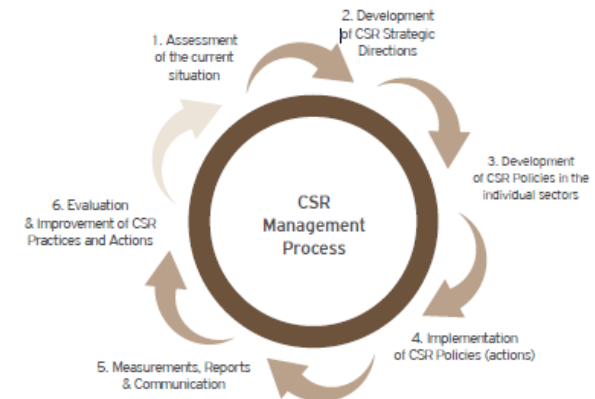 1. Assessment
of the current
situation
2. Development
of CSR Strategic
Directions
3. Development
of CSR Policies in the
individual sectors
4. Implementation
of CSR Policies (actions)
5. Measurements, Reports
& Communication
6. Evaluation
& Improvement of CSR
Practices and Actions
CSR
Management
Process